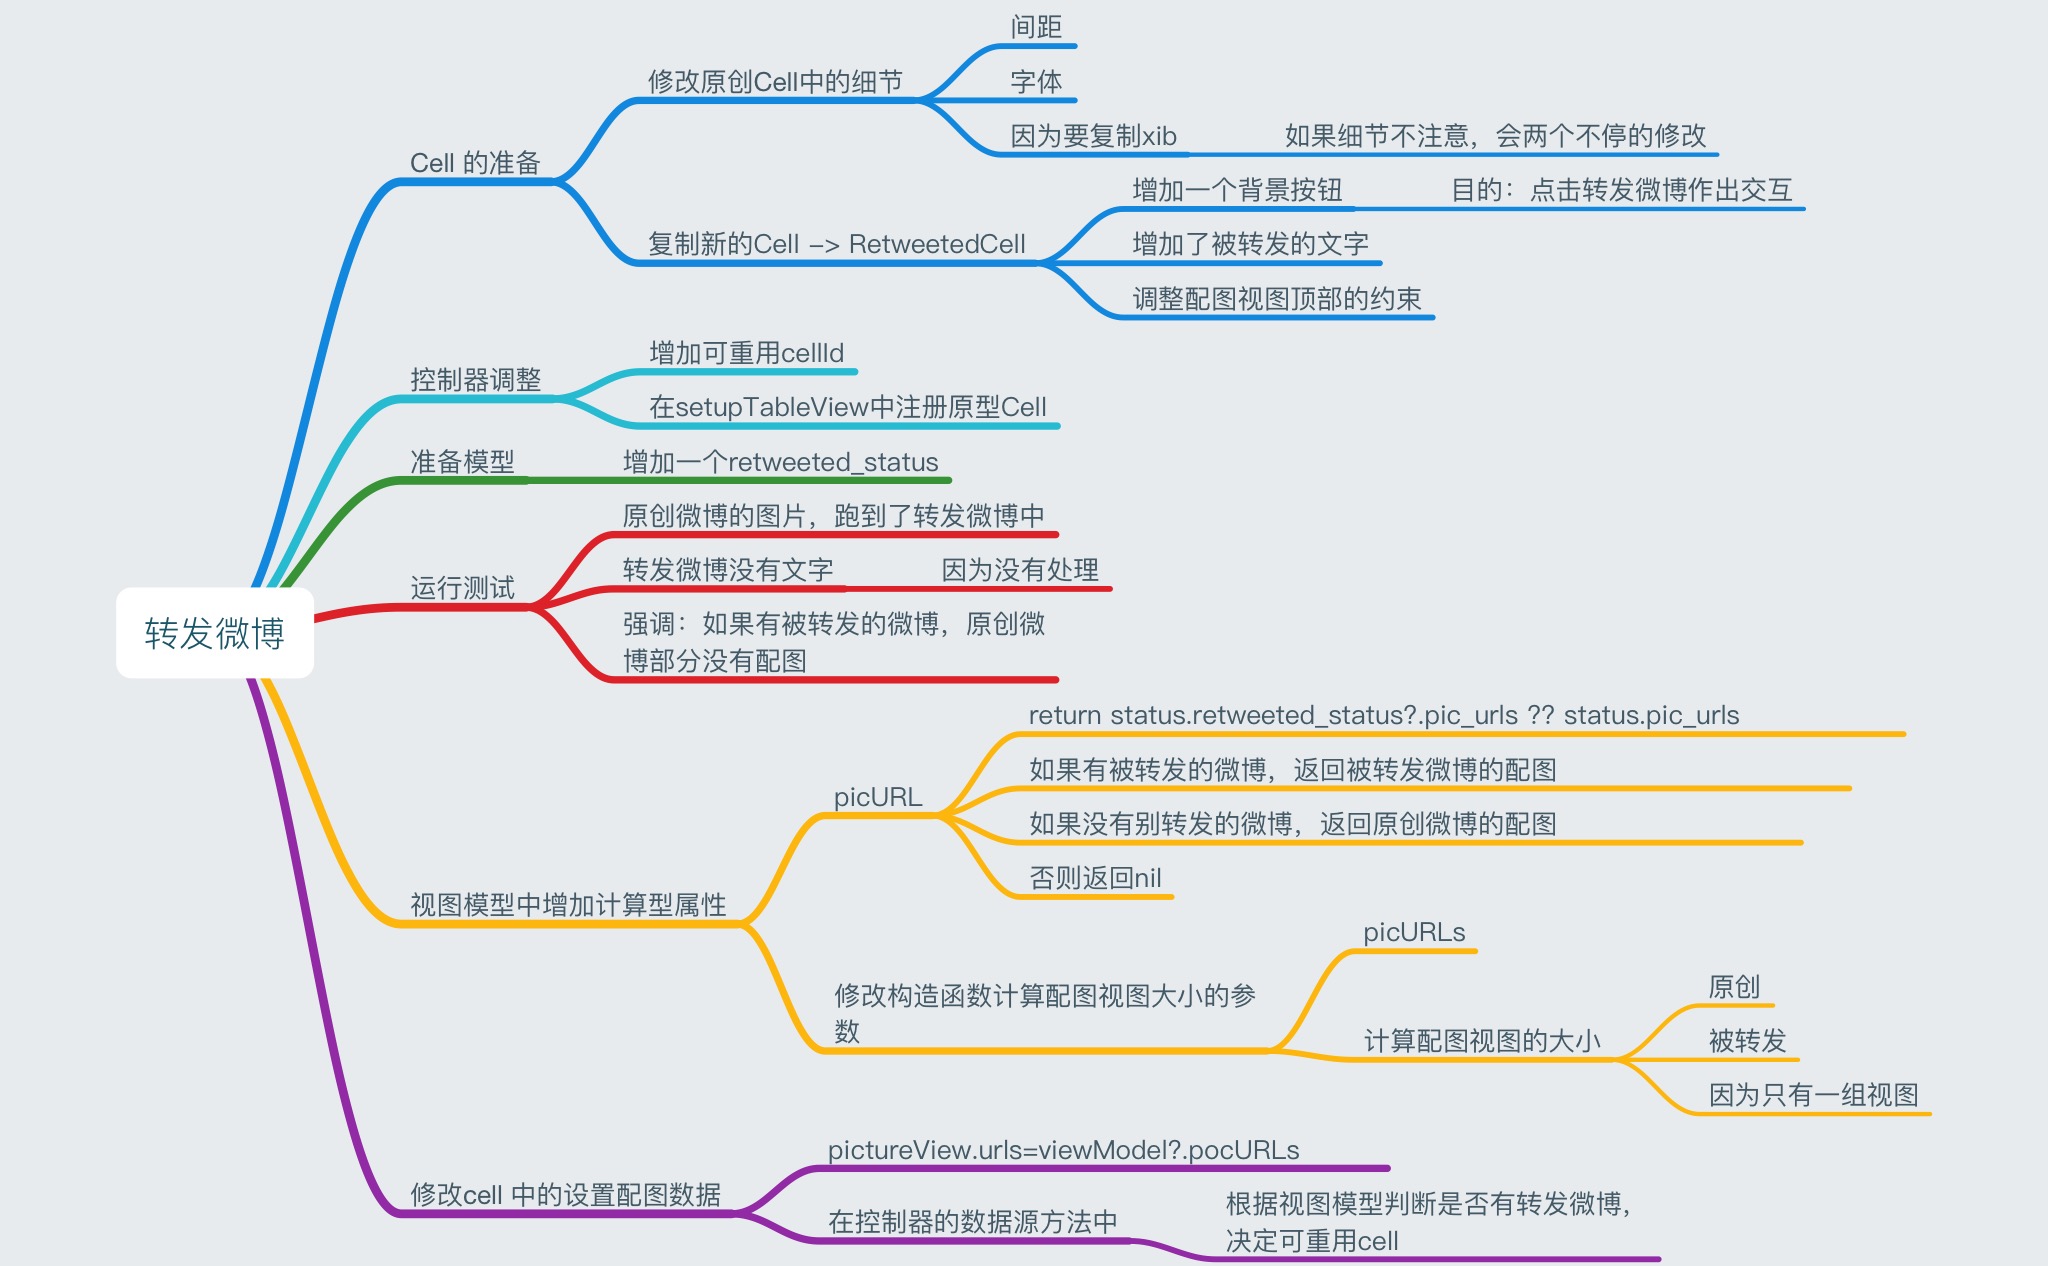 转发微博
Cell 的准备
修改原创Cell中的细节
间距
字体
因为要复制xib
如果细节不注意，会两个不停的修改
复制新的Cell -> RetweetedCell
增加一个背景按钮
目的：点击转发微博作出交互
增加了被转发的文字
调整配图视图顶部的约束
控制器调整
增加可重用cellId
在setupTableView中注册原型Cell
准备模型
增加一个retweeted_status
运行测试
原创微博的图片，跑到了转发微博中
转发微博没有文字
因为没有处理
强调：如果有被转发的微博，原创微
博部分没有配图
视图模型中增加计算型属性
picURL
return status.retweeted_status?.pic_urls ?? status.pic_urls
如果有被转发的微博，返回被转发微博的配图
如果没有别转发的微博，返回原创微博的配图
否则返回nil
修改构造函数计算配图视图大小的参
数
picURLs
计算配图视图的大小
原创
被转发
因为只有一组视图
修改cell 中的设置配图数据
pictureView.urls=viewModel?.pocURLs
在控制器的数据源方法中
根据视图模型判断是否有转发微博，
决定可重用cell